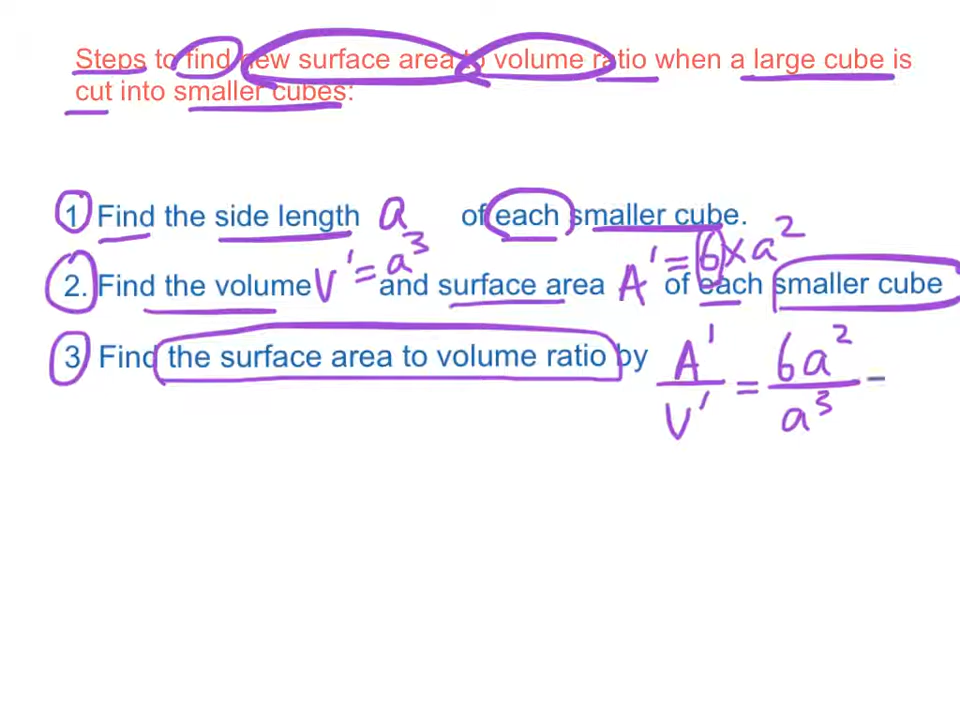 Steps to find new surface area to volume ratio when a large cube is
cut into smaller cubes:
1. Find the side length a of each smaller cube.
2. Find the volume V' = a³ and surface area A' = 6 × a² of each smaller cube
3. Find the surface area to volume ratio by A'/V' = 6a²/a³ =